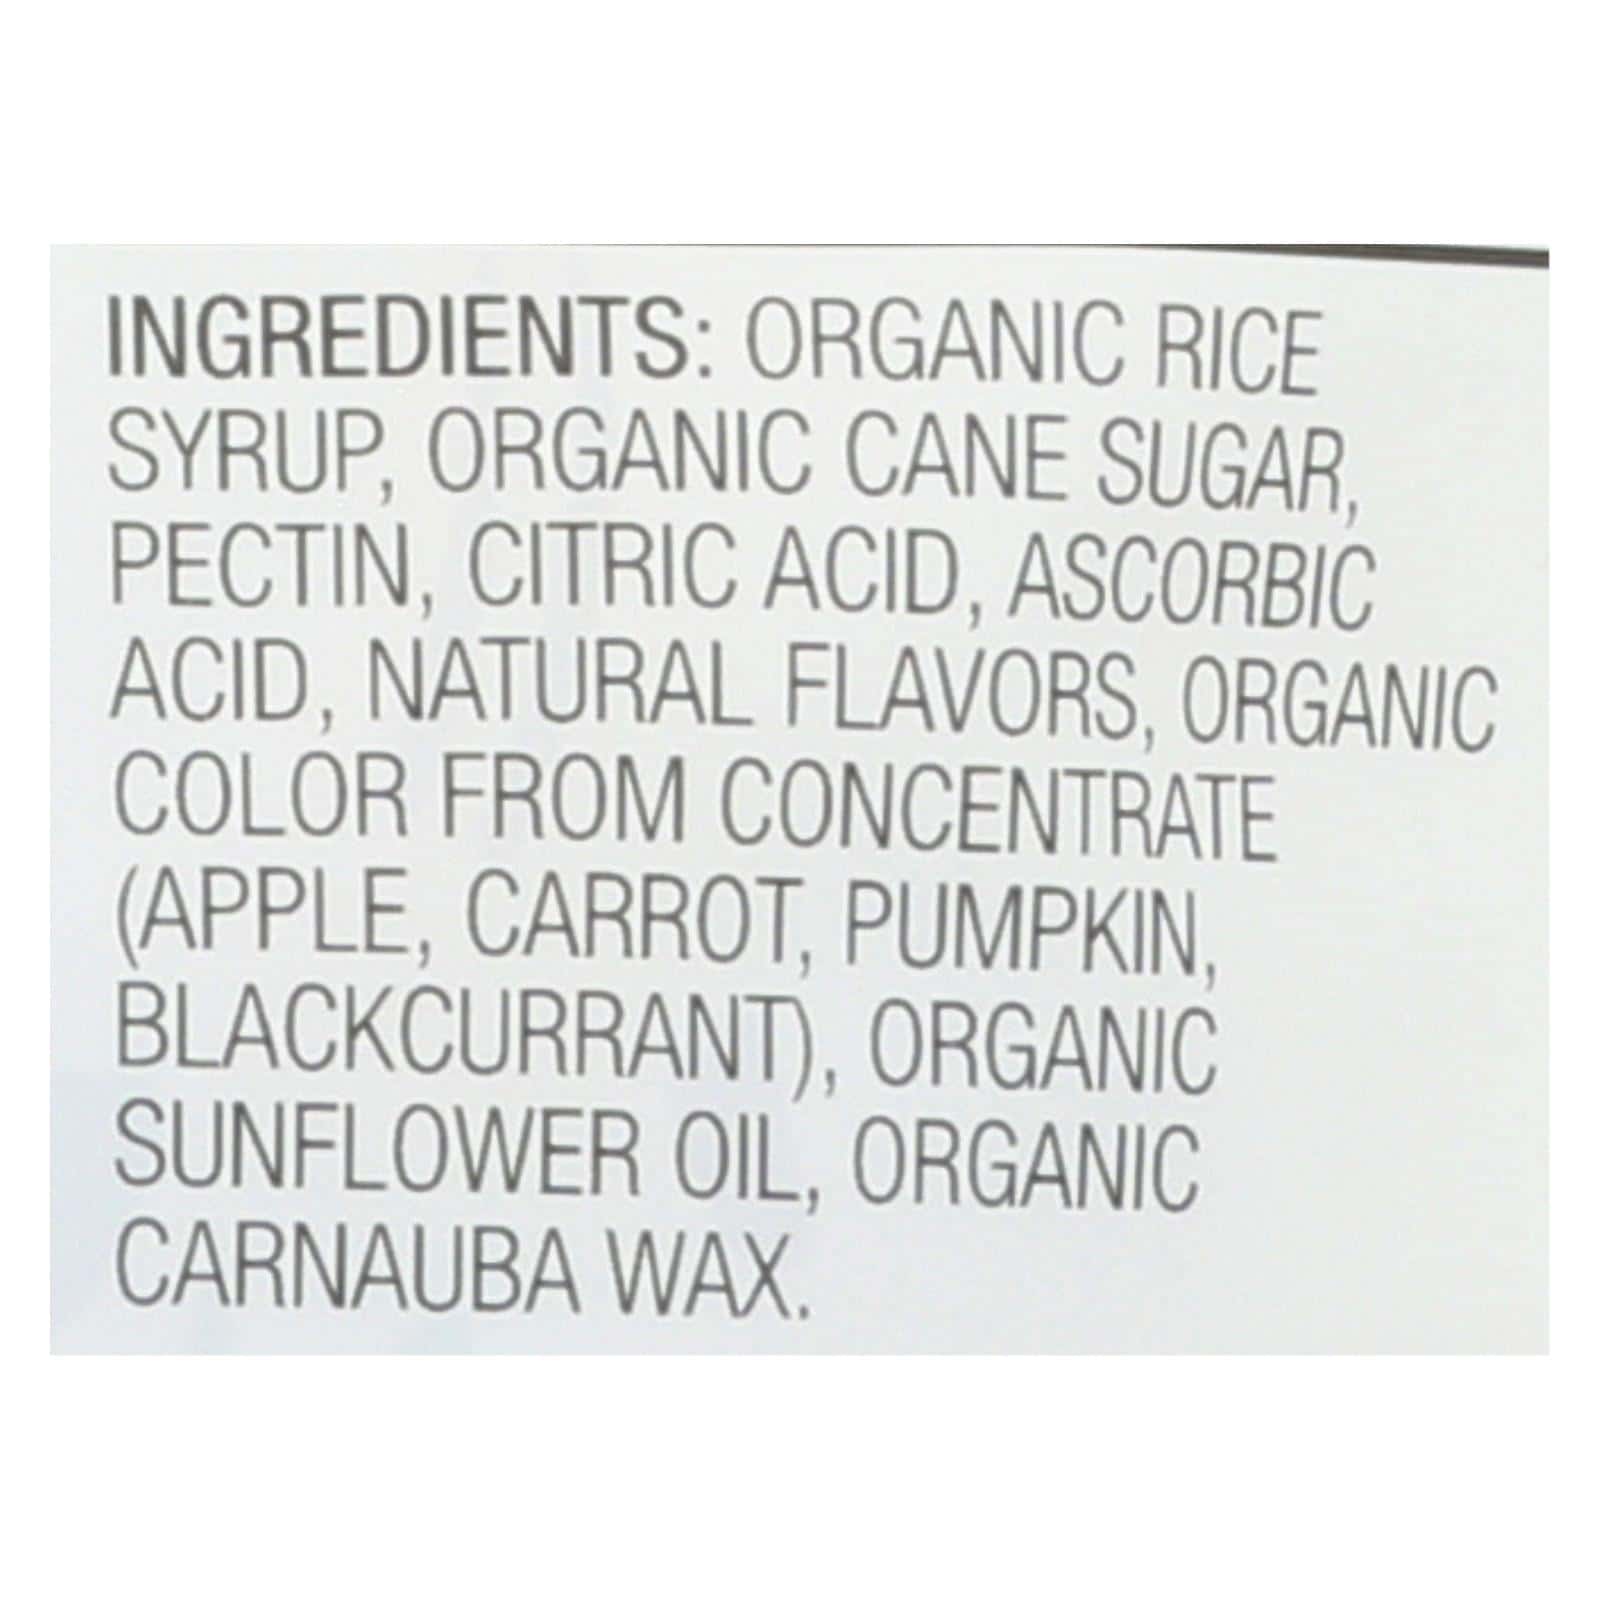 INGREDIENTS: ORGANIC RICE
SYRUP, ORGANIC CANE SUGAR,
PECTIN, CITRIC ACID, ASCORBIC
ACID, NATURAL FLAVORS, ORGANIC
COLOR FROM CONCENTRATE
(APPLE, CARROT, PUMPKIN,
BLACKCURRANT), ORGANIC
SUNFLOWER OIL, ORGANIC
CARNAUBA WAX.